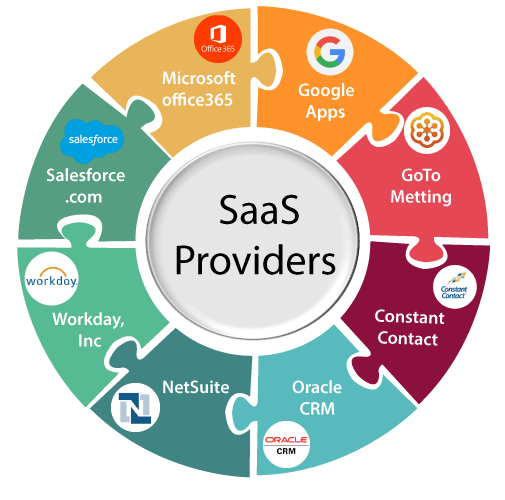 SaaS
Providers
Office 365
Microsoft
office365
Google
Apps
GoTo
Metting
Constant
Contact
Constant
Contact
Oracle
CRM
ORACLE
CRM
NetSuite
N
workday.
Workday,
Inc
salesforce
Salesforce
.com